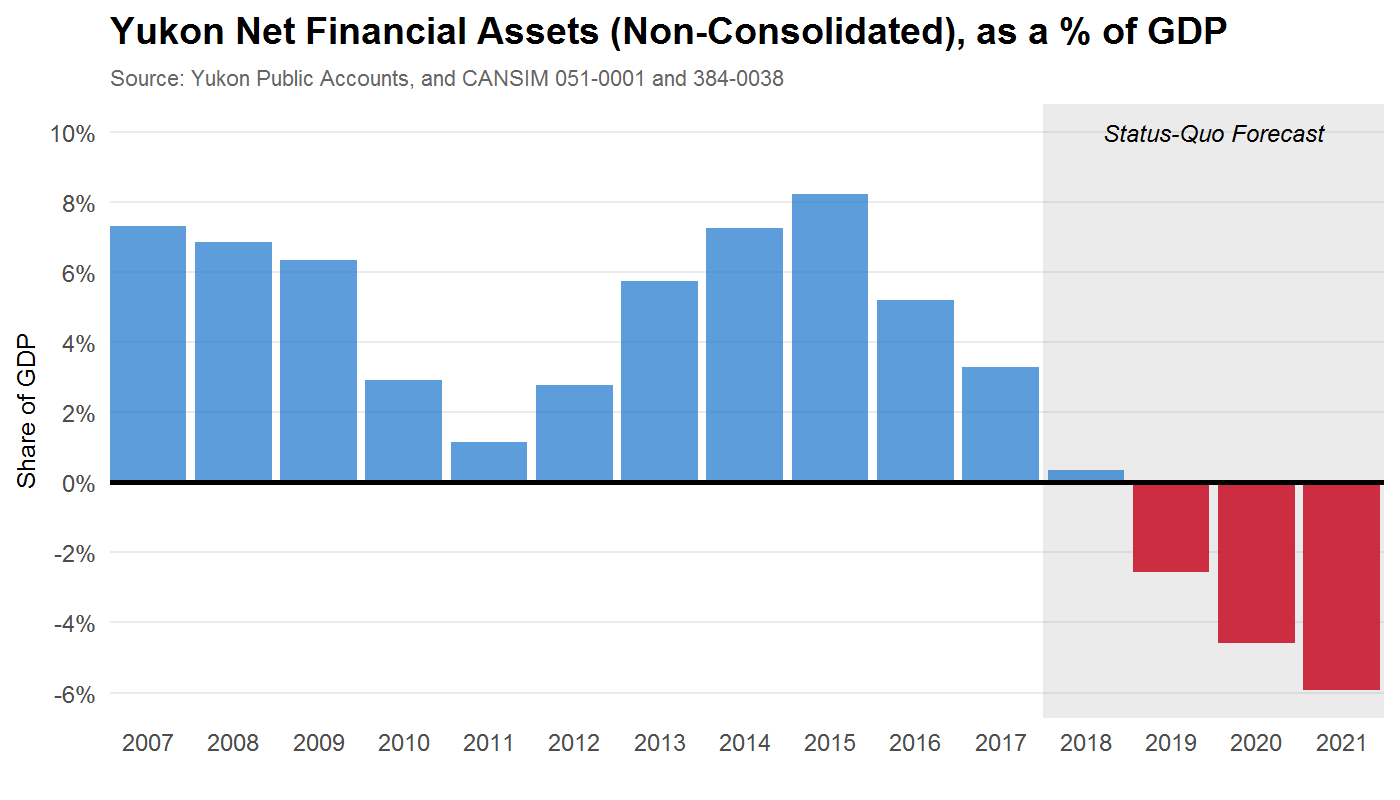 Yukon Net Financial Assets (Non-Consolidated), as a % of GDP
Source: Yukon Public Accounts, and CANSIM 051-0001 and 384-0038
Status-Quo Forecast
10%
8%
6%
4%
2%
0%
-2%
-4%
-6%
Share of GDP
2007 2008 2009 2010 2011 2012 2013 2014 2015 2016 2017 2018 2019 2020 2021